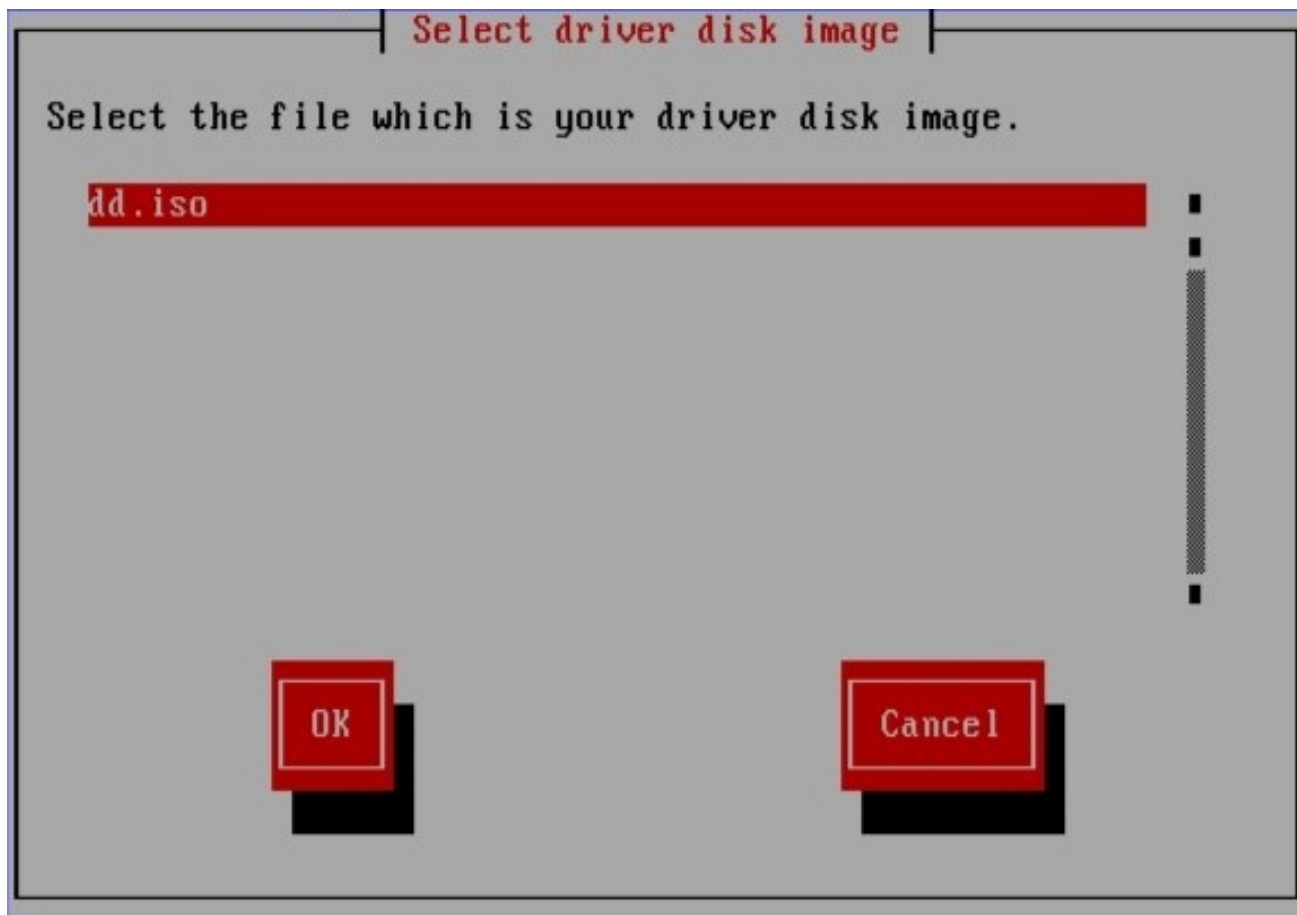 Select driver disk image
Select the file which is your driver disk image.
dd.iso
OK
Cancel